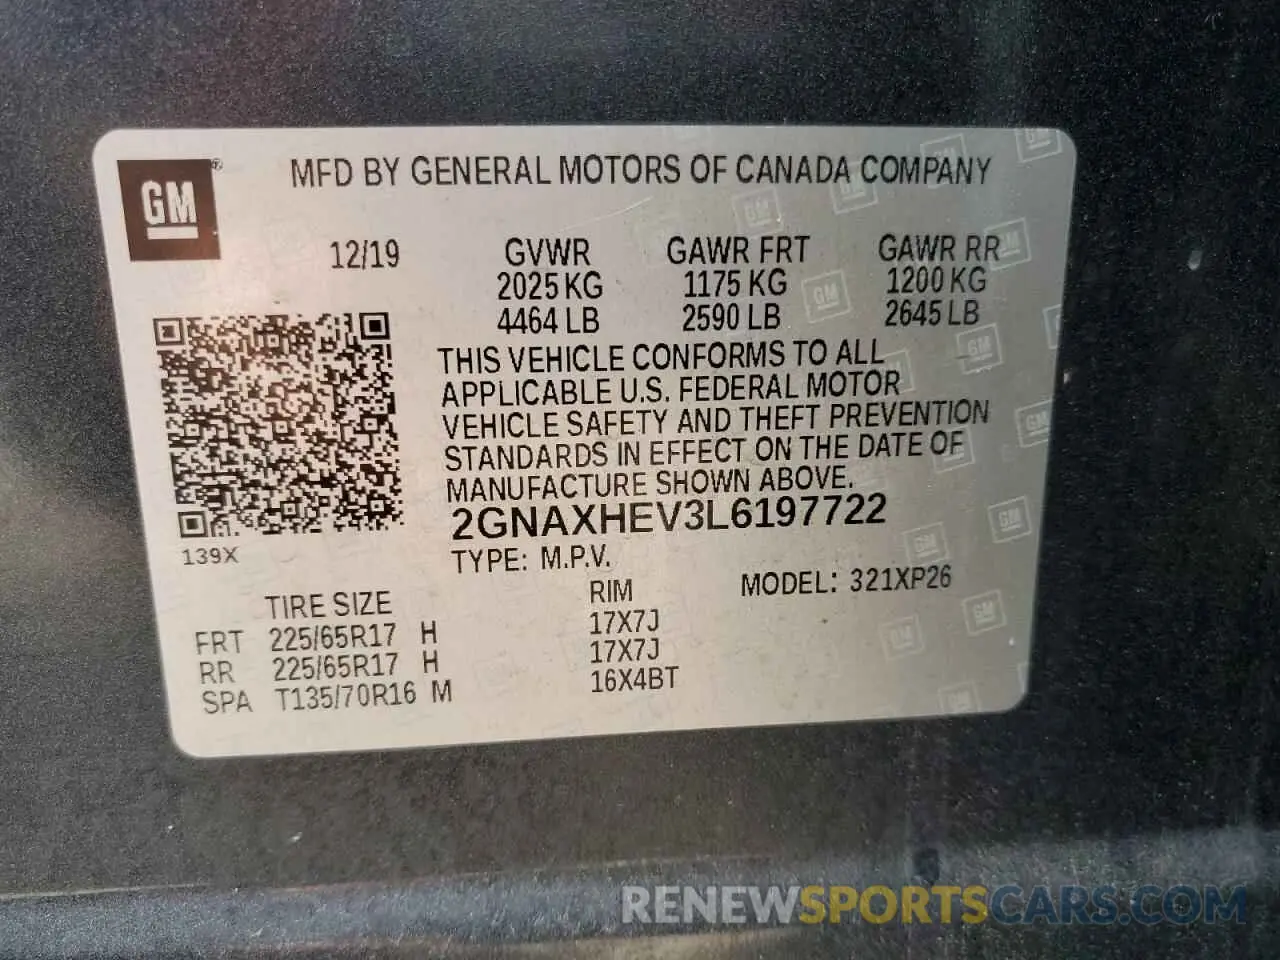 GM®
MFD BY GENERAL MOTORS OF CANADA COMPANY
12/19 GVWR GAWR FRT GAWR RR
2025 KG 1175 KG 1200 KG
4464 LB 2590 LB 2645 LB
THIS VEHICLE CONFORMS TO ALL
APPLICABLE U.S. FEDERAL MOTOR
VEHICLE SAFETY AND THEFT PREVENTION
STANDARDS IN EFFECT ON THE DATE OF
MANUFACTURE SHOWN ABOVE.
2GNAXHEV3L6197722
139X
TYPE: M.P.V.
MODEL: 321XP26
TIRE SIZE RIM
FRT 225/65R17 H 17X7J
RR 225/65R17 H 17X7J
SPA T135/70R16 M 16X4BT
RENEWSPORTSCARS.COM